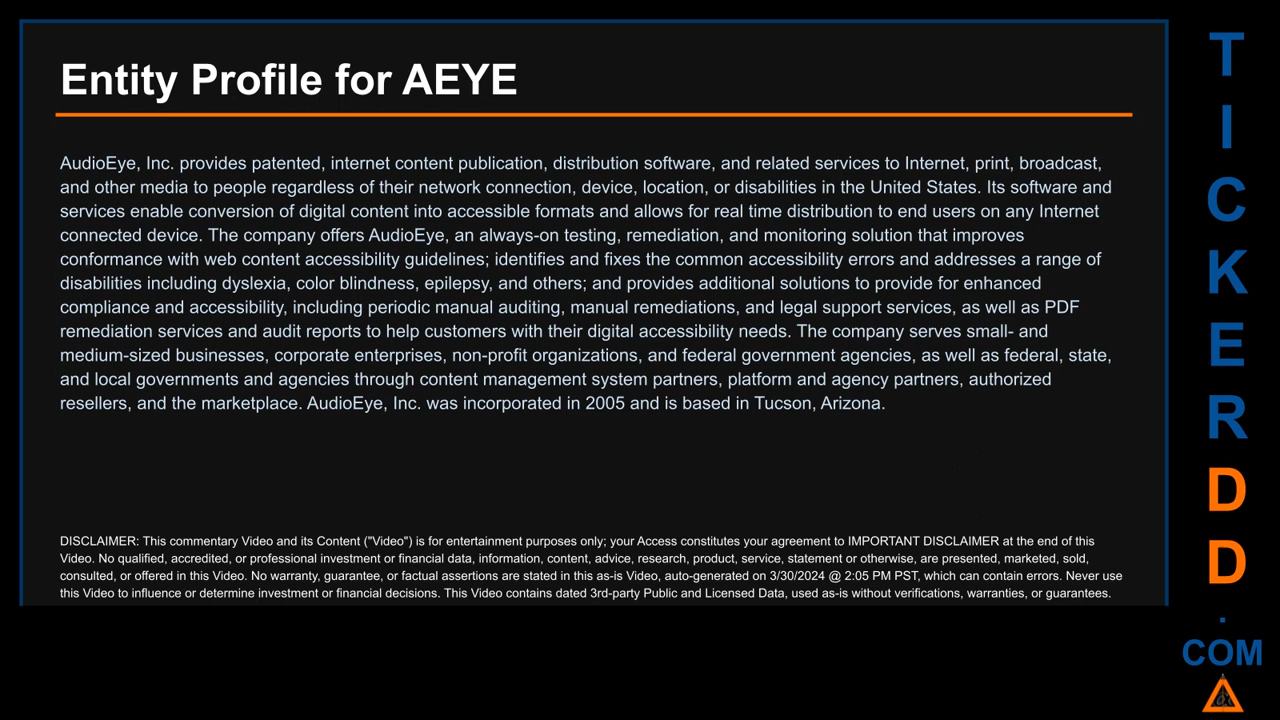 Entity Profile for AEYE
AudioEye, Inc. provides patented, internet content publication, distribution software, and related services to Internet, print, broadcast,
and other media to people regardless of their network connection, device, location, or disabilities in the United States. Its software and
services enable conversion of digital content into accessible formats and allows for real time distribution to end users on any Internet
connected device. The company offers AudioEye, an always-on testing, remediation, and monitoring solution that improves
conformance with web content accessibility guidelines; identifies and fixes the common accessibility errors and addresses a range of
disabilities including dyslexia, color blindness, epilepsy, and others; and provides additional solutions to provide for enhanced
compliance and accessibility, including periodic manual auditing, manual remediations, and legal support services, as well as PDF
remediation services and audit reports to help customers with their digital accessibility needs. The company serves small- and
medium-sized businesses, corporate enterprises, non-profit organizations, and federal government agencies, as well as federal, state,
and local governments and agencies through content management system partners, platform and agency partners, authorized
resellers, and the marketplace. AudioEye, Inc. was incorporated in 2005 and is based in Tucson, Arizona.
DISCLAIMER: This commentary Video and its Content ("Video") is for entertainment purposes only; your Access constitutes your agreement to IMPORTANT DISCLAIMER at the end of this
Video. No qualified, accredited, or professional investment or financial data, information, content, advice, research, product, service, statement or otherwise, are presented, marketed, sold,
consulted, or offered in this Video. No warranty, guarantee, or factual assertions are stated in this as-is Video, auto-generated on 3/30/2024 @ 2:05 PM PST, which can contain errors. Never use
this Video to influence or determine investment or financial decisions. This Video contains dated 3rd-party Public and Licensed Data, used as-is without verifications, warranties, or guarantees.
T
I
C
K
E
R
D
D
.
COM